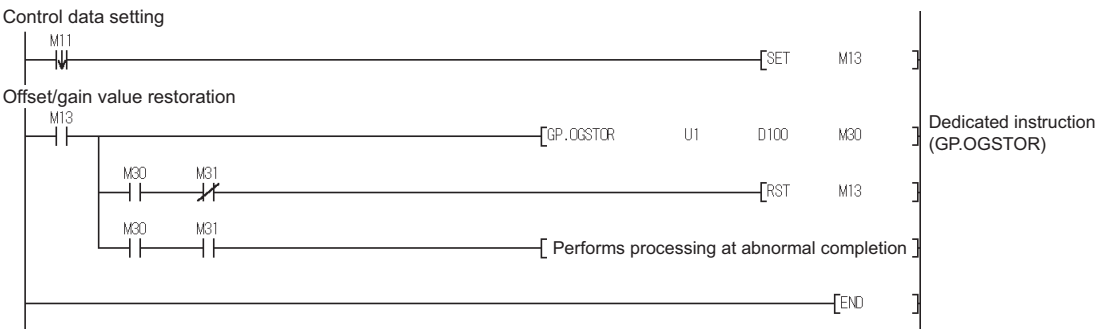 Control data setting
M11
SET M13
Offset/gain value restoration
M13
GP.OGSTOR U1 D100 M30
Dedicated instruction
(GP.OGSTOR)
M30 M31
RST M13
M30 M31
Performs processing at abnormal completion
END